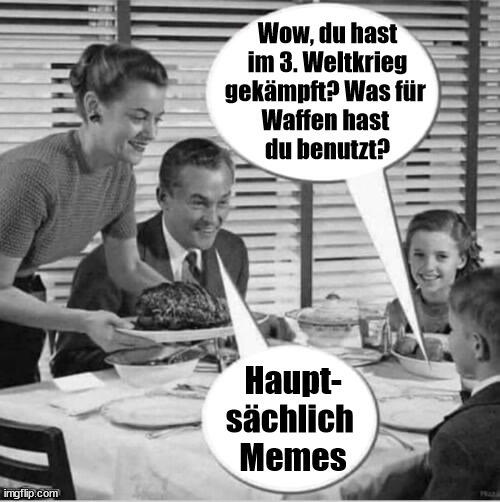 Wow, du hast
im 3. Weltkrieg
gekämpft? Was für
Waffen hast
du benutzt?
Haupt-
sächlich
Memes
imgflip.com